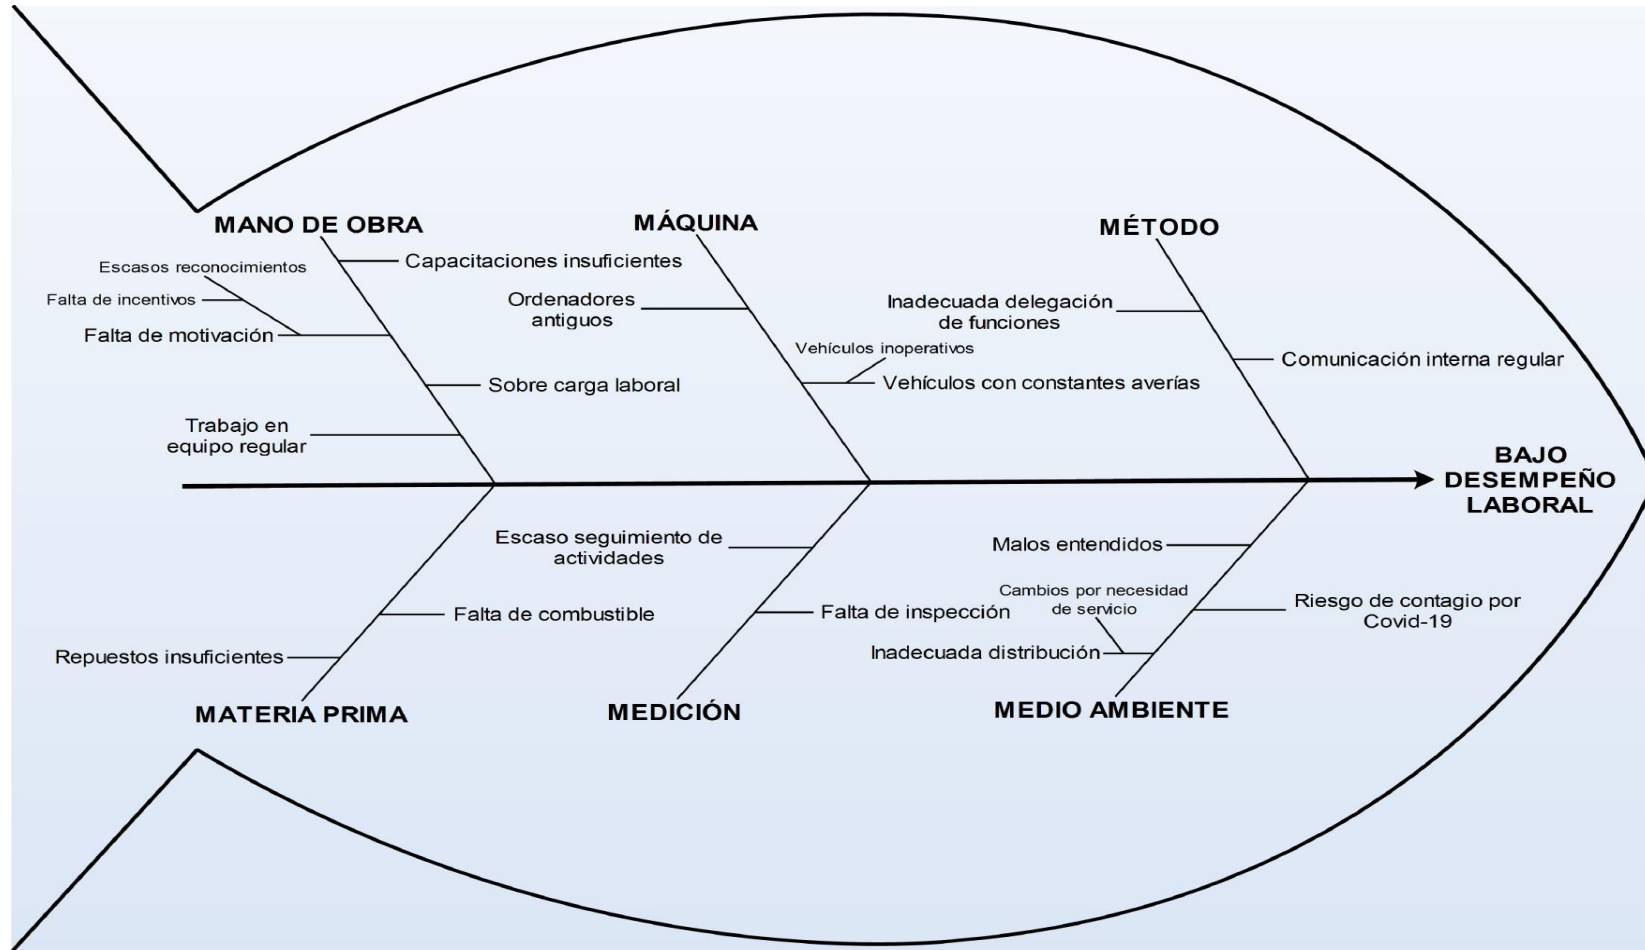 MANO DE OBRA
Escasos reconocimientos
Capacitaciones insuficientes
Falta de incentivos
Falta de motivación
Sobre carga laboral
Trabajo en
equipo regular
MÁQUINA
Ordenadores
antiguos
Vehículos inoperativos
Vehículos con constantes averías
MÉTODO
Inadecuada delegación
de funciones
Comunicación interna regular
BAJO
DESEMPEÑO
LABORAL
Falta de combustible
Repuestos insuficientes
MATERIA PRIMA
Escaso seguimiento de
actividades
Falta de inspección
MEDICIÓN
Malos entendidos
Cambios por necesidad
de servicio
Riesgo de contagio por
Covid-19
Inadecuada distribución
MEDIO AMBIENTE